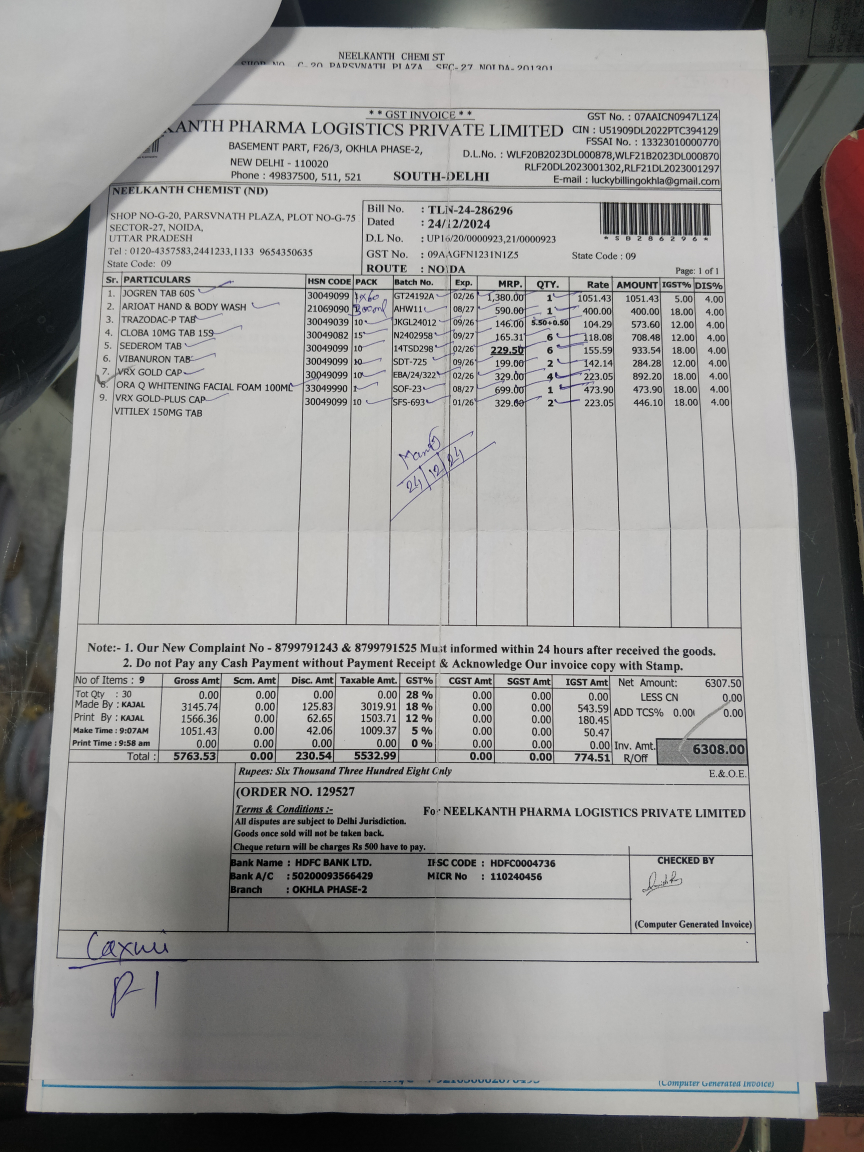 NEELKANTH CHEMIST
SHOP NO. G-20 PARSVNATH PLAZA, SEC-27 NOIDA-201301
* * GST INVOICE * *
GST No. : 07AAICN0947L1Z4
KANTH PHARMA LOGISTICS PRIVATE LIMITED
CIN : U51909DL2022PTC394129
FSSAI No. : 13323010000770
BASEMENT PART, F26/3, OKHLA PHASE-2,
D.L.No. : WLF20B2023DL000878,WLF21B2023DL000870
NEW DELHI - 110020
RLF20DL2023001302,RLF21DL2023001297
Phone : 49837500, 511, 521
SOUTH-DELHI
E-mail : luckybillingokhla@gmail.com
NEELKANTH CHEMIST (ND)
SHOP NO-G-20, PARSVNATH PLAZA, PLOT NO-G-75
SECTOR-27, NOIDA,
UTTAR PRADESH
Tel : 0120-4357583,2441233,1133 9654350635
State Code: 09
Bill No. : TLN-24-286296
Dated : 24/12/2024
D.L No. : UP16/20/0000923,21/0000923
GST No. : 09AAGFN1231N1Z5
State Code : 09
ROUTE : NOIDA
*SB286296*
Page: 1 of 1
Sr. PARTICULARS HSN CODE PACK Batch No. Exp. MRP. QTY. Rate AMOUNT IGST% DIS%
1. JOGREN TAB 60S 30049099 1x60 GT24192A 02/26 1,380.00 1 1051.43 1051.43 5.00 4.00
2. ARIOAT HAND & BODY WASH 21069090 AHW11 08/27 590.00 1 400.00 400.00 18.00 4.00
3. TRAZODAC-P TAB 30049039 10 JKGL24012 09/26 146.00 5.50+0.50 104.29 573.60 12.00 4.00
4. CLOBA 10MG TAB 15S 30049082 15 N2402958 09/27 165.31 6 118.08 708.48 12.00 4.00
5. SEDEROM TAB 30049099 10 14TSD298 02/26 229.50 6 155.59 933.54 18.00 4.00
6. VIBANURON TAB 30049099 10 SDT-725 09/26 199.00 2 142.14 284.28 12.00 4.00
7. VRX GOLD CAP 30049099 10 EBA/24/322 02/26 329.00 4 223.05 892.20 18.00 4.00
8. ORA Q WHITENING FACIAL FOAM 100ML 33049990 1 SOF-23 08/27 699.00 1 473.90 473.90 18.00 4.00
9. VRX GOLD-PLUS CAP 30049099 10 SFS-693 01/26 329.00 2 223.05 446.10 18.00 4.00
VITILEX 150MG TAB
24/12/24
Note:- 1. Our New Complaint No - 8799791243 & 8799791525 Must informed within 24 hours after received the goods.
2. Do not Pay any Cash Payment without Payment Receipt & Acknowledge Our invoice copy with Stamp.
No of Items : 9 Gross Amt Scm. Amt Disc. Amt Taxable Amt. GST% CGST Amt SGST Amt IGST Amt Net Amount: 6307.50
Tot Qty : 30 0.00 0.00 0.00 0.00 28 % 0.00 0.00 0.00 LESS CN 0.00
Made By : KAJAL 3145.74 0.00 125.83 3019.91 18 % 0.00 0.00 543.59 ADD TCS% 0.00 0.00
Print By : KAJAL 1566.36 0.00 62.65 1503.71 12 % 0.00 0.00 180.45
Make Time : 9:07AM 1051.43 0.00 42.06 1009.37 5 % 0.00 0.00 50.47
Print Time : 9:58 am 0.00 0.00 0.00 0.00 0 % 0.00 0.00 0.00 Inv. Amt. 6308.00
Total : 5763.53 0.00 230.54 5532.99 0.00 0.00 774.51 R/Off
Rupees: Six Thousand Three Hundred Eight Only
E.&.O.E.
(ORDER NO. 129527
Terms & Conditions :-
For NEELKANTH PHARMA LOGISTICS PRIVATE LIMITED
All disputes are subject to Delhi Jurisdiction.
Goods once sold will not be taken back.
Cheque return will be charges Rs 500 have to pay.
Bank Name : HDFC BANK LTD. IFSC CODE : HDFC0004736
Bank A/C : 50200093566429 MICR No : 110240456
Branch : OKHLA PHASE-2
CHECKED BY
(Computer Generated Invoice)
Laxmi
P-1
(Computer Generated Invoice)